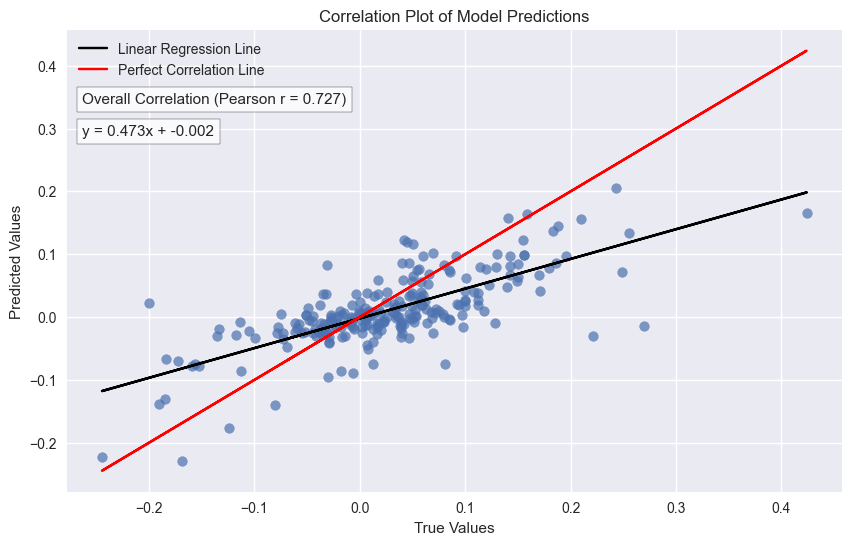 Correlation Plot of Model Predictions
Linear Regression Line
Perfect Correlation Line
Overall Correlation (Pearson r = 0.727)
y = 0.473x + -0.002
Predicted Values
0.4
0.3
0.2
0.1
0.0
−0.1
−0.2
−0.2 −0.1 0.0 0.1 0.2 0.3 0.4
True Values